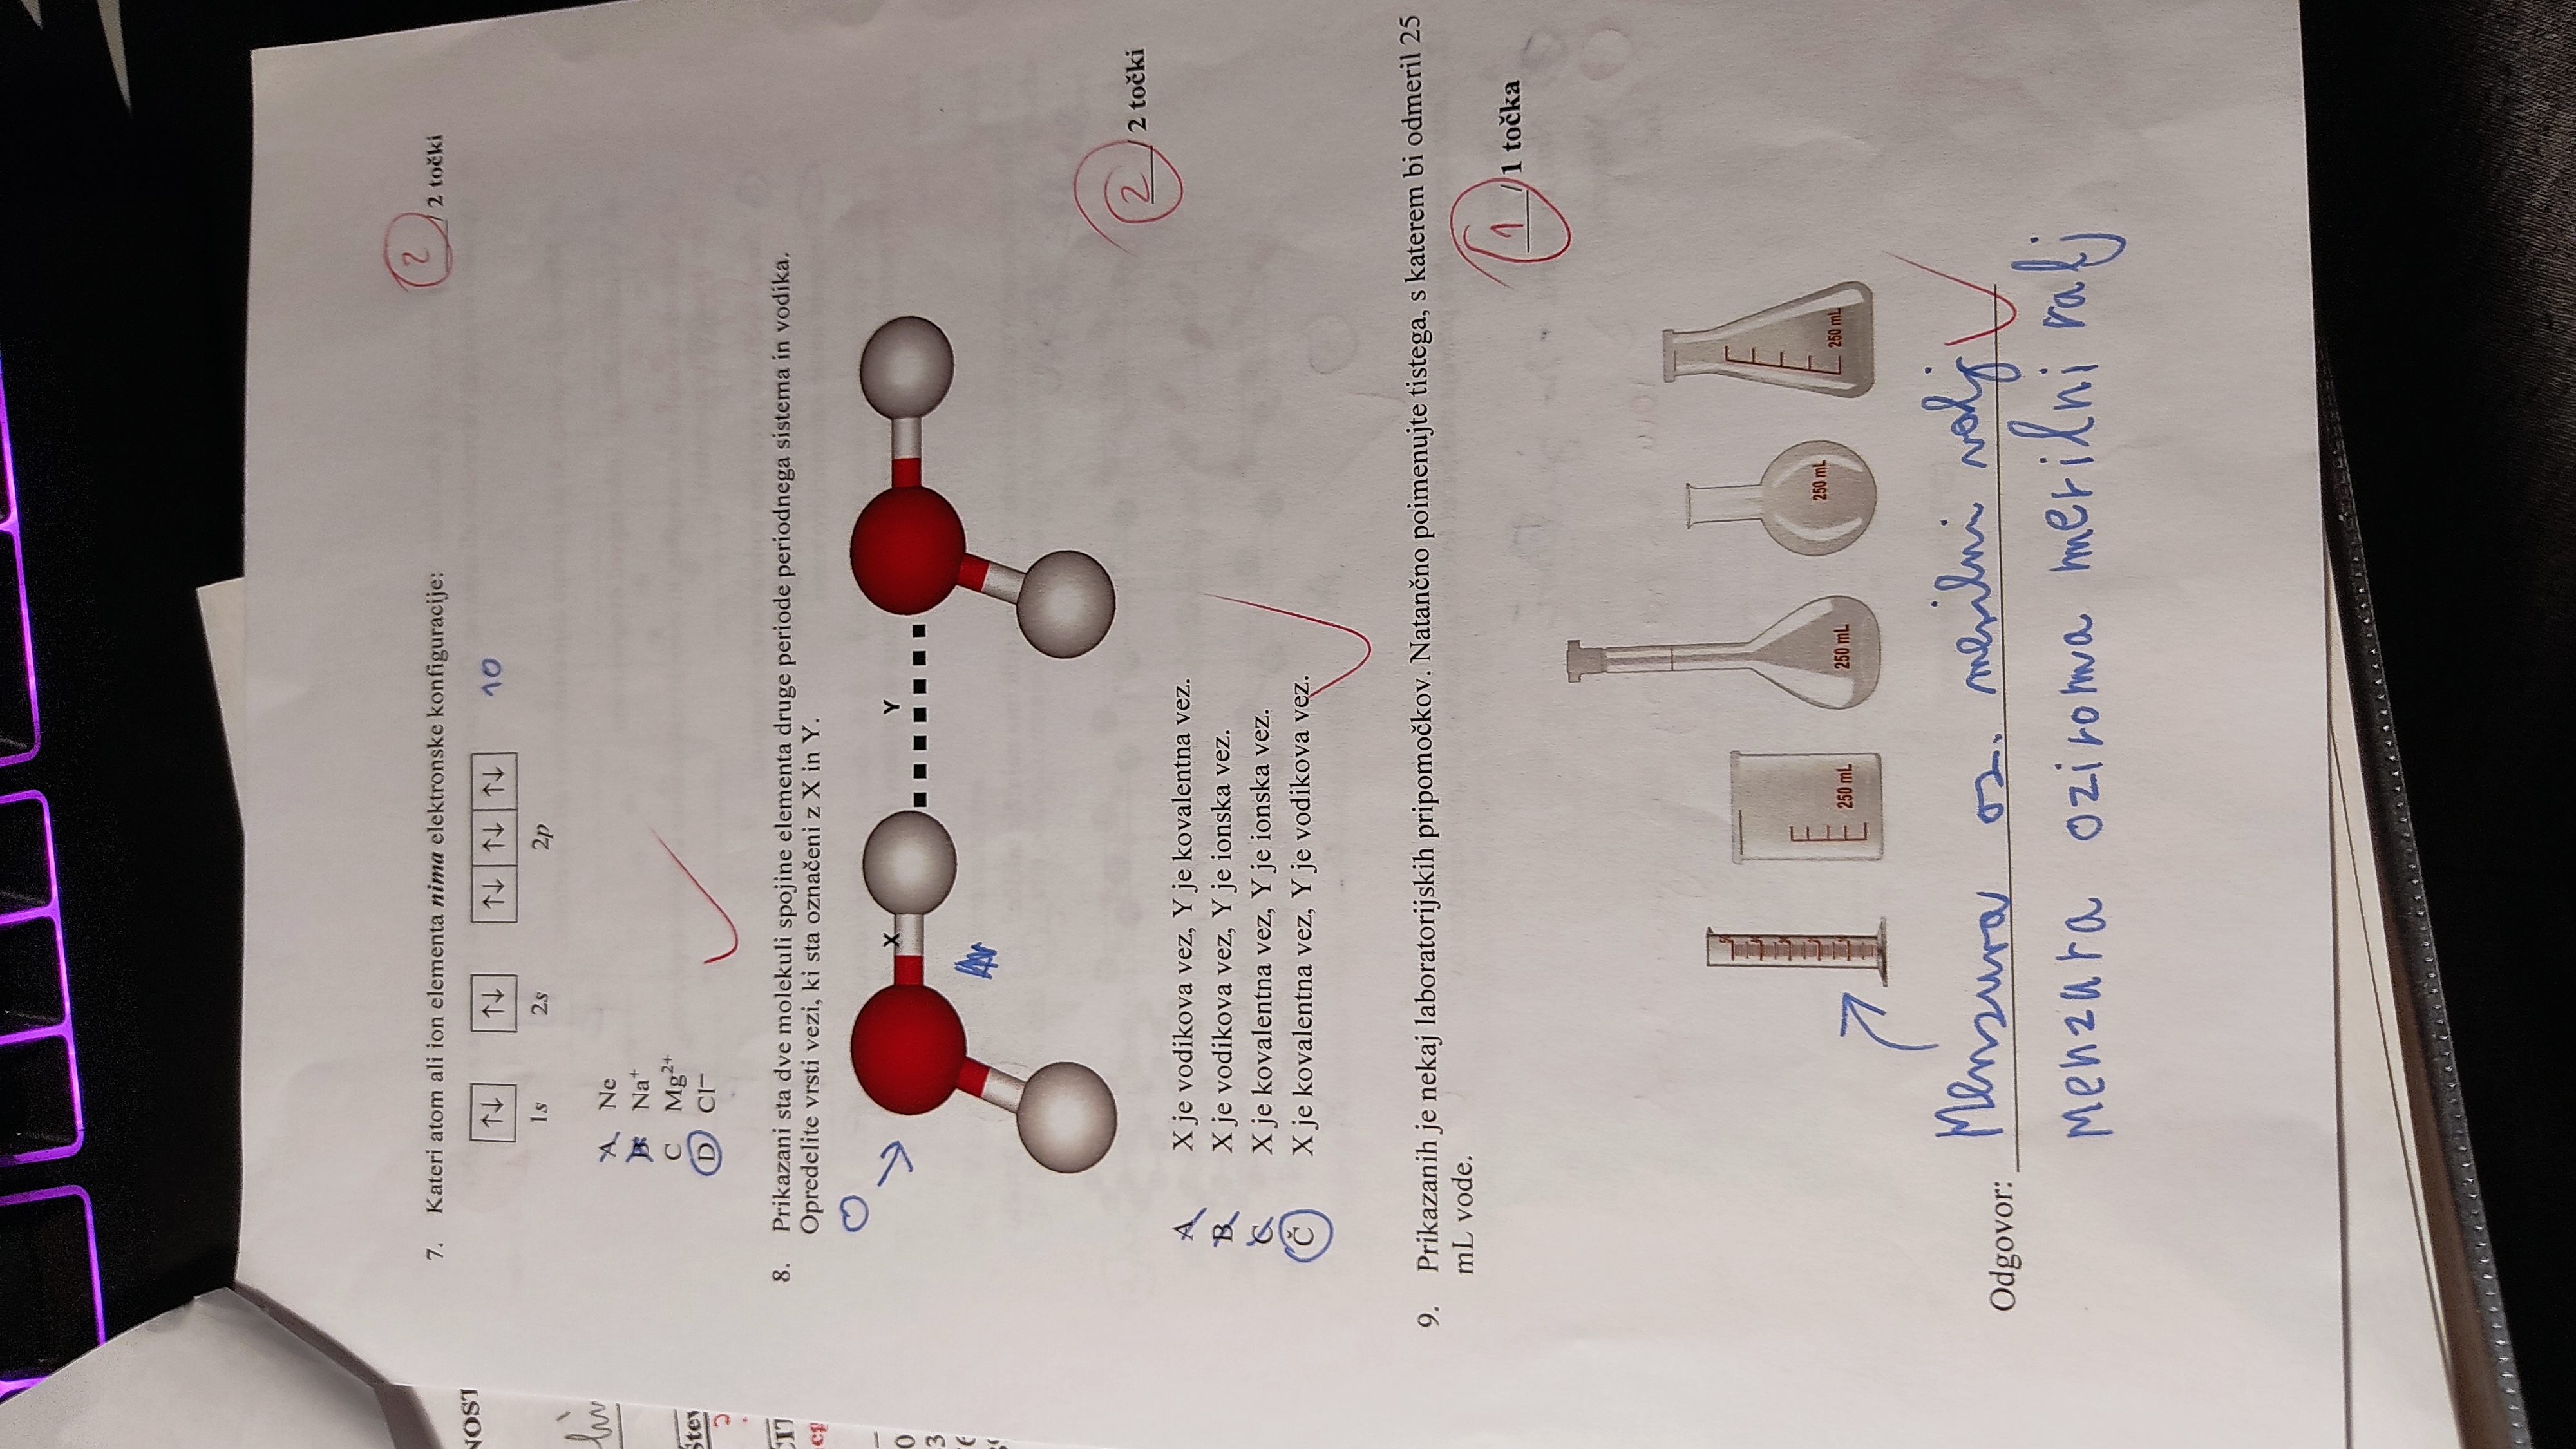 NOST
7. Kateri atom ali ion elementa nima elektronske konfiguracije:
2 / 2 točki
↑↓ ↑↓ ↑↓ ↑↓ ↑↓ 10
1s 2s 2p
A Ne
B Na⁺
C Mg²⁺
D Cl⁻
8. Prikazani sta dve molekuli spojine elementa druge periode periodnega sistema in vodika.
Opredelite vrsti vezi, ki sta označeni z X in Y.
O
X Y
2 / 2 točki
A X je vodikova vez, Y je kovalentna vez.
B X je vodikova vez, Y je ionska vez.
C X je kovalentna vez, Y je ionska vez.
Č X je kovalentna vez, Y je vodikova vez.
9. Prikazanih je nekaj laboratorijskih pripomočkov. Natančno poimenujte tistega, s katerem bi odmeril 25
mL vode.
1 / 1 točka
250 mL 250 mL 250 mL 250 mL
Odgovor: Menzura oz. merilni valj
menzura oziroma merilni valj